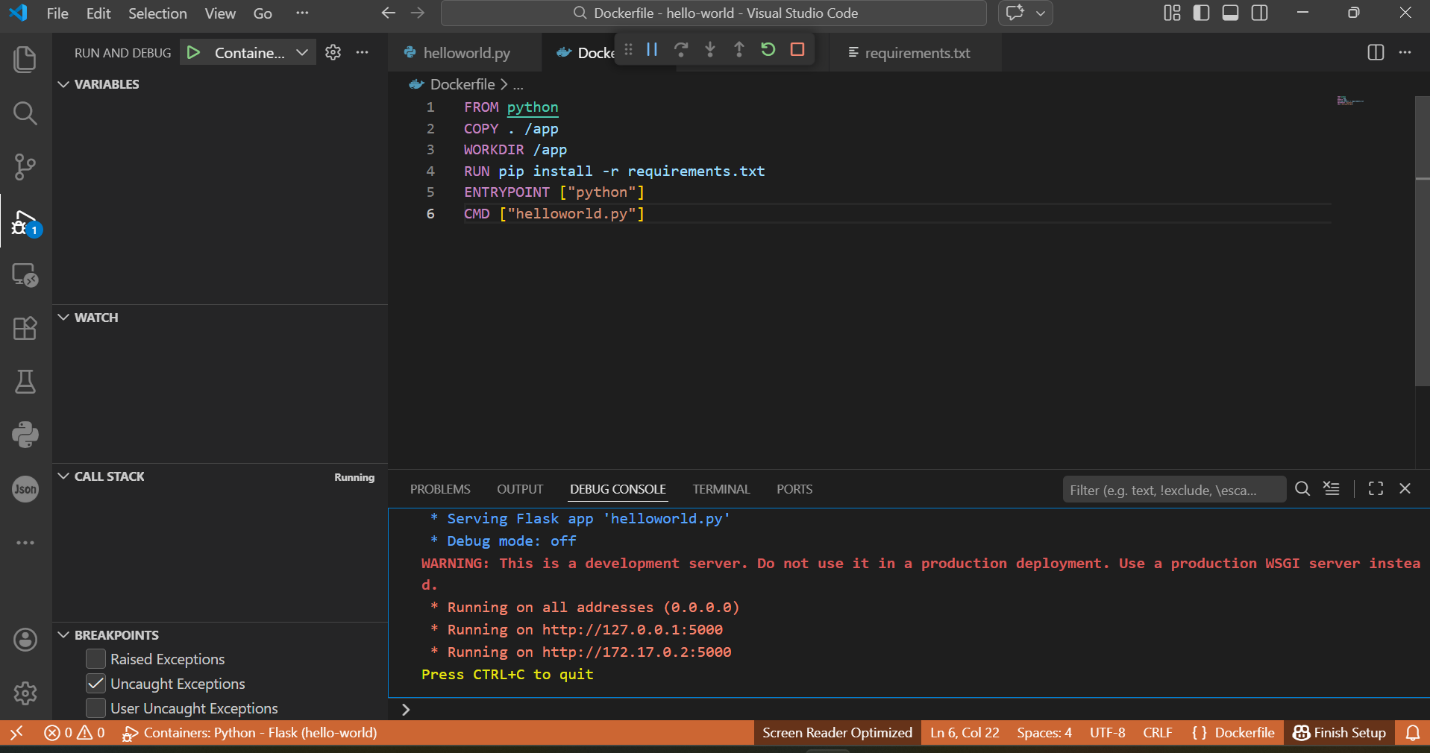 File Edit Selection View Go ··· Dockerfile - hello-world - Visual Studio Code
RUN AND DEBUG Containe... ···
helloworld.py Docke requirements.txt ···
VARIABLES
Dockerfile > ...
1 FROM python
2 COPY . /app
3 WORKDIR /app
4 RUN pip install -r requirements.txt
5 ENTRYPOINT ["python"]
6 CMD ["helloworld.py"]
1
WATCH
CALL STACK Running
Json
PROBLEMS OUTPUT DEBUG CONSOLE TERMINAL PORTS Filter (e.g. text, !exclude, \esca...
* Serving Flask app 'helloworld.py'
* Debug mode: off
WARNING: This is a development server. Do not use it in a production deployment. Use a production WSGI server instea
d.
* Running on all addresses (0.0.0.0)
* Running on http://127.0.0.1:5000
* Running on http://172.17.0.2:5000
Press CTRL+C to quit
>
BREAKPOINTS
Raised Exceptions
Uncaught Exceptions
User Uncaught Exceptions
0 0 Containers: Python - Flask (hello-world) Screen Reader Optimized Ln 6, Col 22 Spaces: 4 UTF-8 CRLF { } Dockerfile Finish Setup